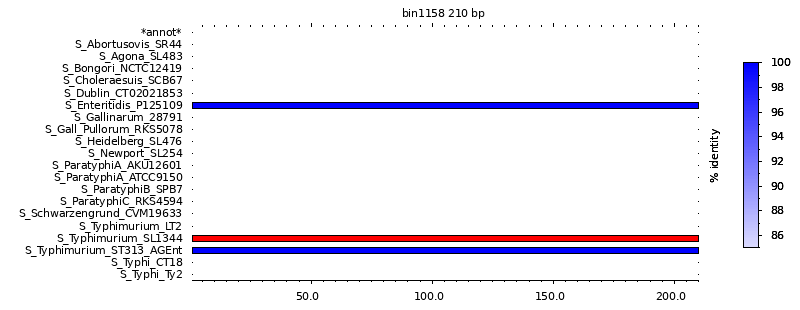 bin1158 210 bp
*annot*
S_Abortusovis_SR44
S_Agona_SL483
S_Bongori_NCTC12419
S_Choleraesuis_SCB67
S_Dublin_CT02021853
S_Enteritidis_P125109
S_Gallinarum_28791
S_Gall_Pullorum_RKS5078
S_Heidelberg_SL476
S_Newport_SL254
S_ParatyphiA_AKU12601
S_ParatyphiA_ATCC9150
S_ParatyphiB_SPB7
S_ParatyphiC_RKS4594
S_Schwarzengrund_CVM19633
S_Typhimurium_LT2
S_Typhimurium_SL1344
S_Typhimurium_ST313_AGEnt
S_Typhi_CT18
S_Typhi_Ty2
50.0 100.0 150.0 200.0
% identity
100
98
96
94
92
90
88
86